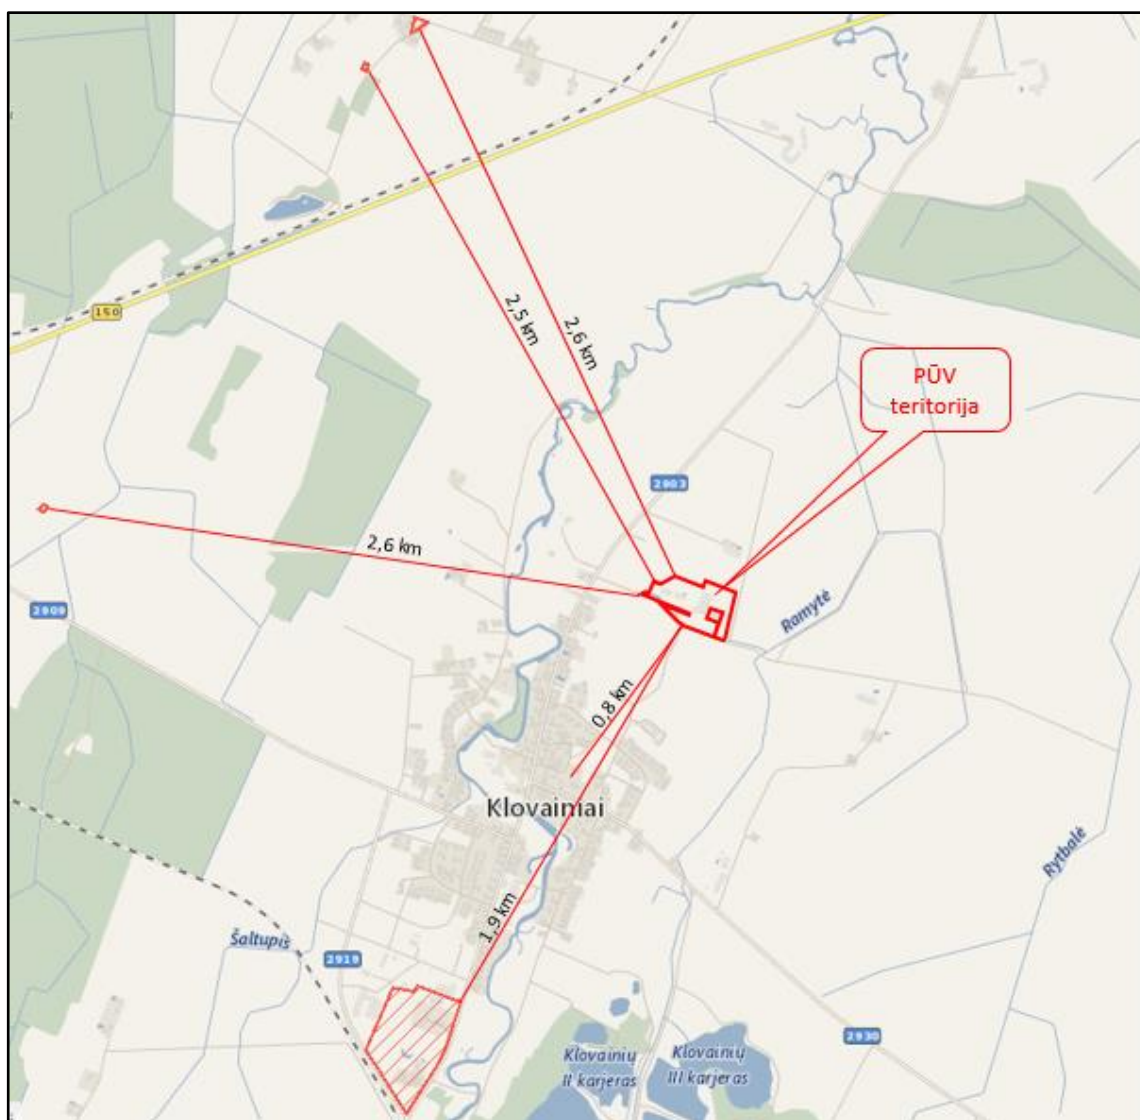 150
2,5 km
2,6 km
PŪV
teritorija
2903
2,6 km
2909
Ramytė
0,8 km
Klovainiai
Rytbalė
1,9 km
Šaltupis
2919
2930
Klovainių
II karjeras
Klovainių
III karjeras